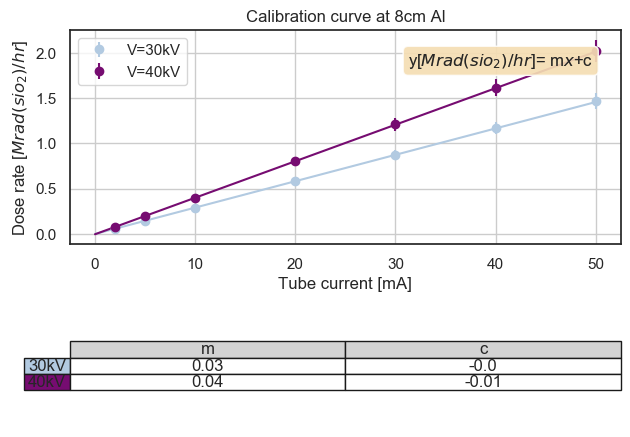 Calibration curve at 8cm Al
V=30kV
V=40kV
y[Mrad(sio₂)/hr]= mx+c
Dose rate [Mrad(sio₂)/hr]
2.0
1.5
1.0
0.5
0.0
0 10 20 30 40 50
Tube current [mA]
m c
30kV 0.03 -0.0
40kV 0.04 -0.01